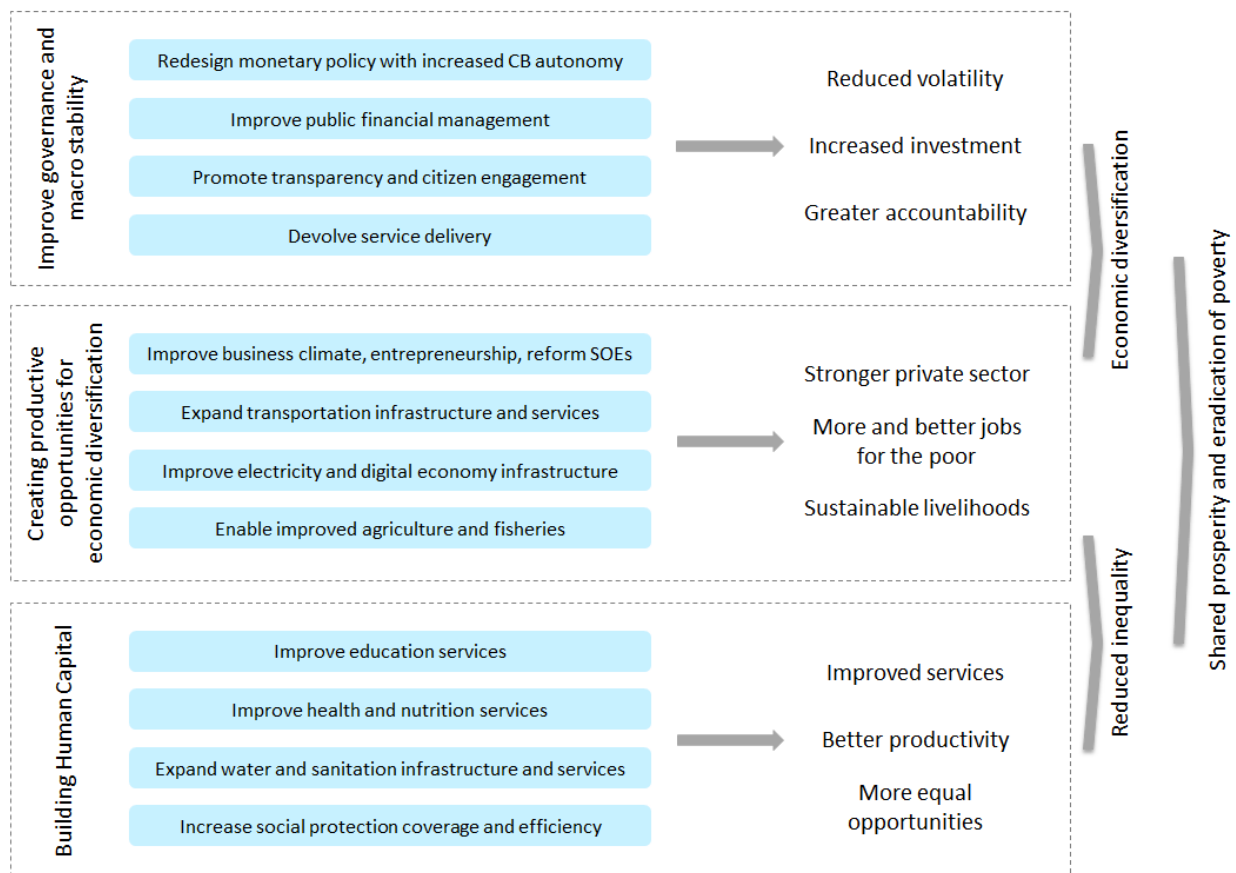 Improve governance and
macro stability
Redesign monetary policy with increased CB autonomy
Improve public financial management
Promote transparency and citizen engagement
Devolve service delivery
Reduced volatility
Increased investment
Greater accountability
Creating productive
opportunities for
economic diversification
Improve business climate, entrepreneurship, reform SOEs
Expand transportation infrastructure and services
Improve electricity and digital economy infrastructure
Enable improved agriculture and fisheries
Stronger private sector
More and better jobs
for the poor
Sustainable livelihoods
Building Human Capital
Improve education services
Improve health and nutrition services
Expand water and sanitation infrastructure and services
Increase social protection coverage and efficiency
Improved services
Better productivity
More equal
opportunities
Economic diversification
Reduced inequality
Shared prosperity and eradication of poverty